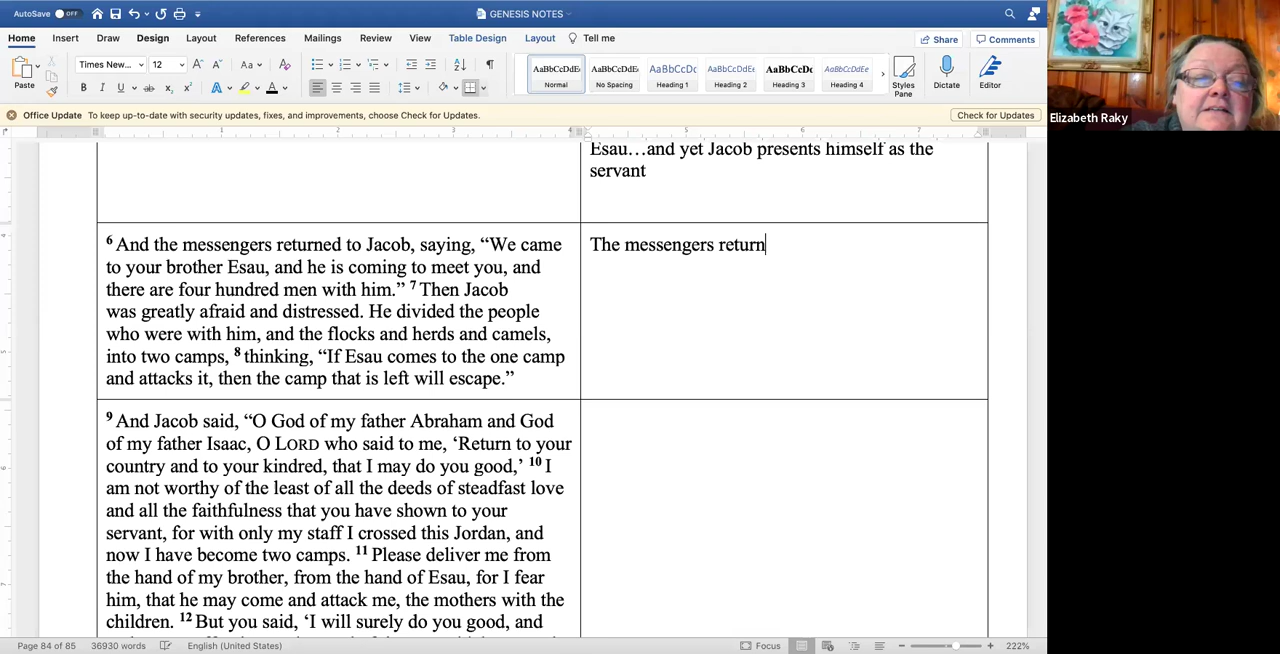 AutoSave OFF GENESIS NOTES
Home Insert Draw Design Layout References Mailings Review View Table Design Layout Tell me Share Comments
Paste Times New... 12 Aa AaBbCcDdEe Normal AaBbCcDdEe No Spacing AaBbCcDc Heading 1 AaBbCcDdEe Heading 2 AaBbCcDc Heading 3 AaBbCcDdEe Heading 4 Styles Pane Dictate Editor
Office Update To keep up-to-date with security updates, fixes, and improvements, choose Check for Updates. Check for Updates
Elizabeth Raky
Esau…and yet Jacob presents himself as the
servant
6 And the messengers returned to Jacob, saying, “We came
to your brother Esau, and he is coming to meet you, and
there are four hundred men with him.” 7 Then Jacob
was greatly afraid and distressed. He divided the people
who were with him, and the flocks and herds and camels,
into two camps, 8 thinking, “If Esau comes to the one camp
and attacks it, then the camp that is left will escape.”
The messengers return
9 And Jacob said, “O God of my father Abraham and God
of my father Isaac, O LORD who said to me, ‘Return to your
country and to your kindred, that I may do you good,’ 10 I
am not worthy of the least of all the deeds of steadfast love
and all the faithfulness that you have shown to your
servant, for with only my staff I crossed this Jordan, and
now I have become two camps. 11 Please deliver me from
the hand of my brother, from the hand of Esau, for I fear
him, that he may come and attack me, the mothers with the
children. 12 But you said, ‘I will surely do you good, and
Page 84 of 85 36930 words English (United States) Focus 222%